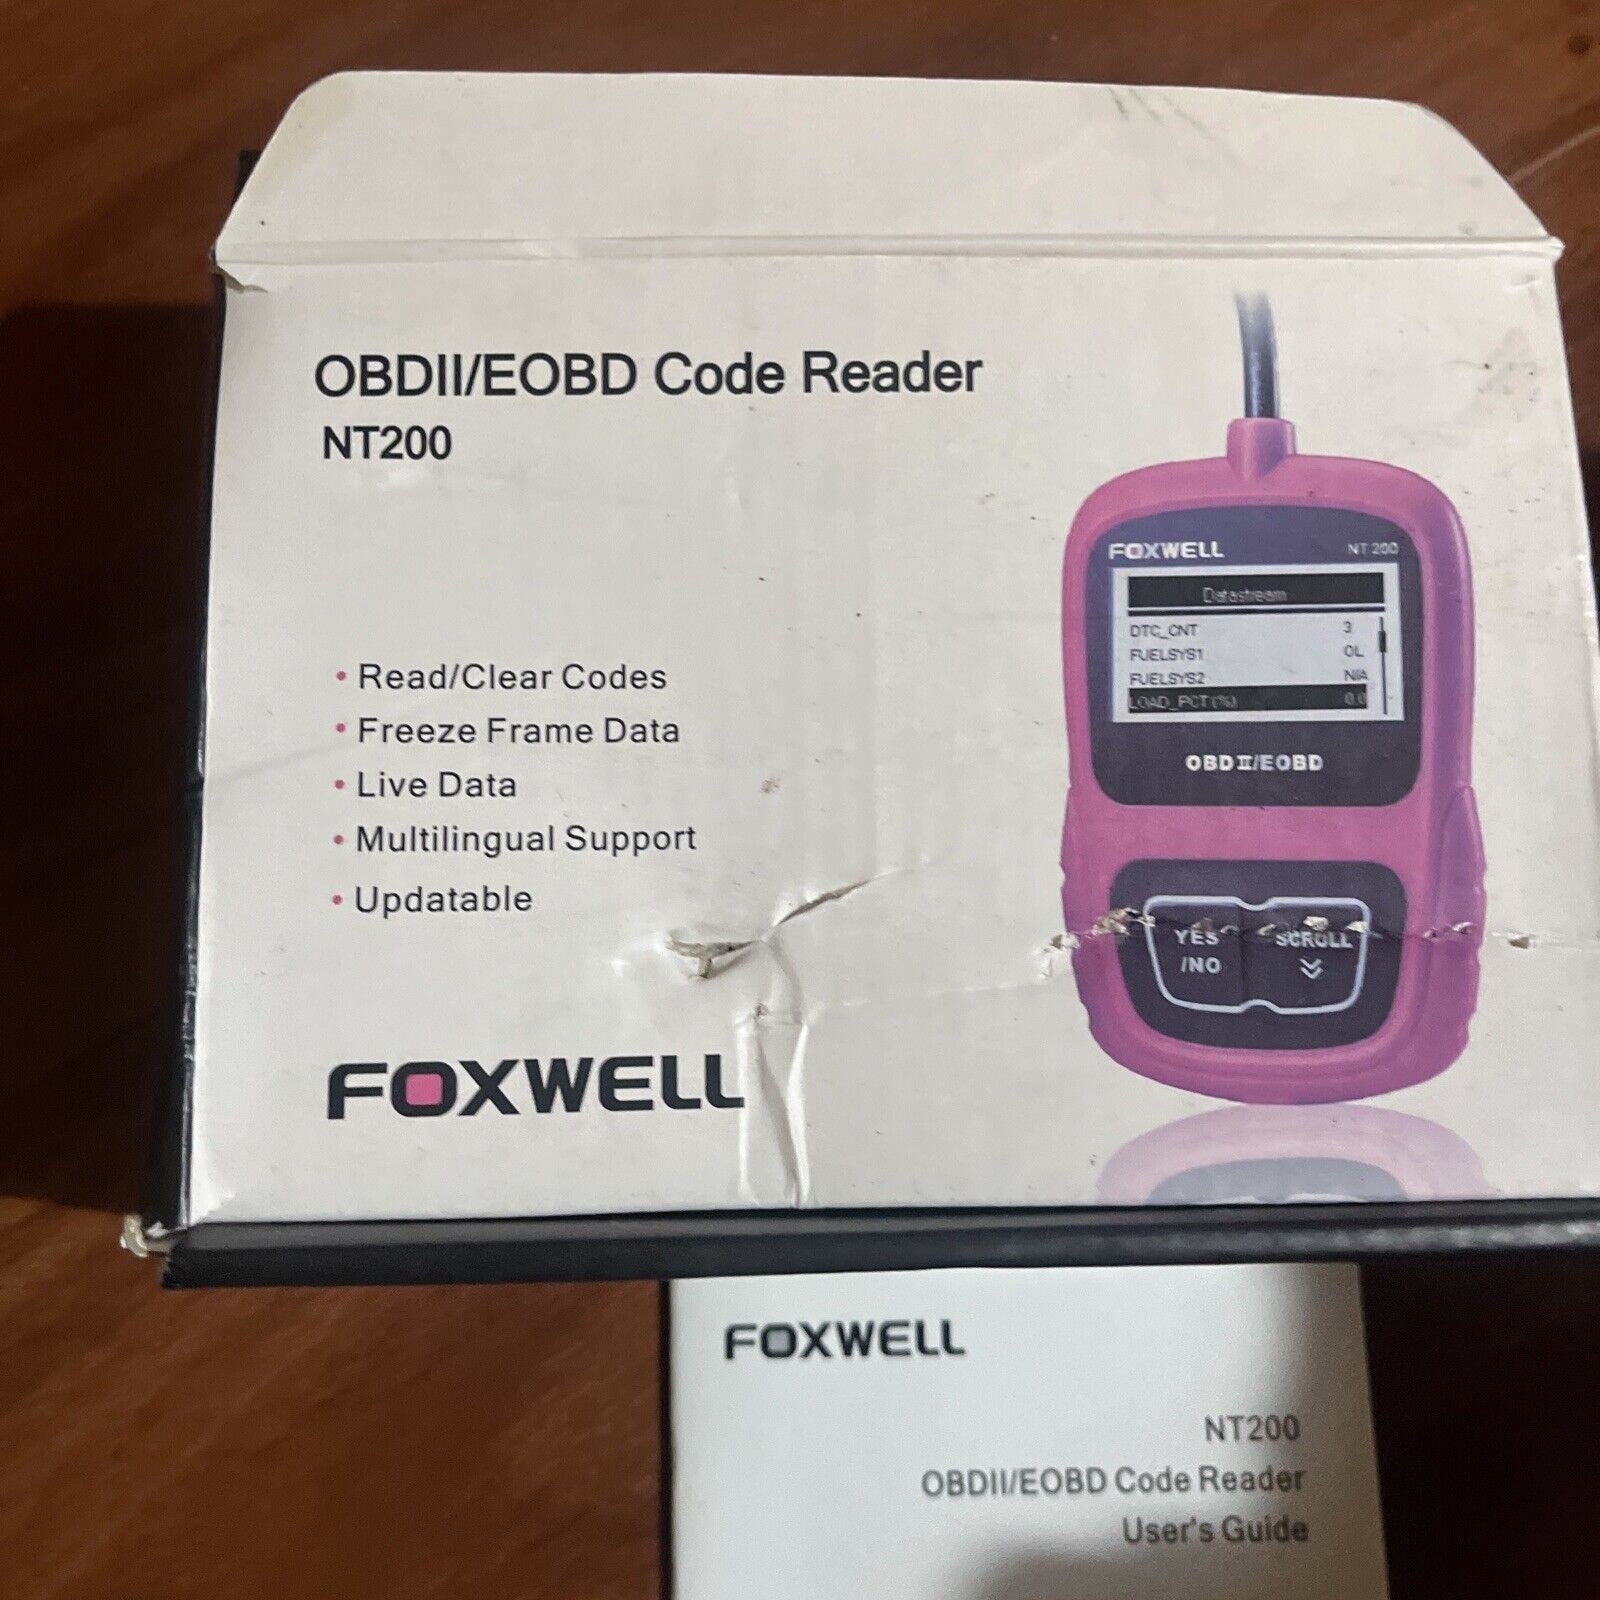 OBDII/EOBD Code Reader
NT200
• Read/Clear Codes
• Freeze Frame Data
• Live Data
• Multilingual Support
• Updatable
FOXWELL
FOXWELL NT 200
Datastream
DTC_CNT 3
FUELSYS1 OL
FUELSYS2 N/A
LOAD_PCT(%) 0.0
OBDII/EOBD
YES
/NO
SCROLL
FOXWELL
NT200
OBDII/EOBD Code Reader
User's Guide